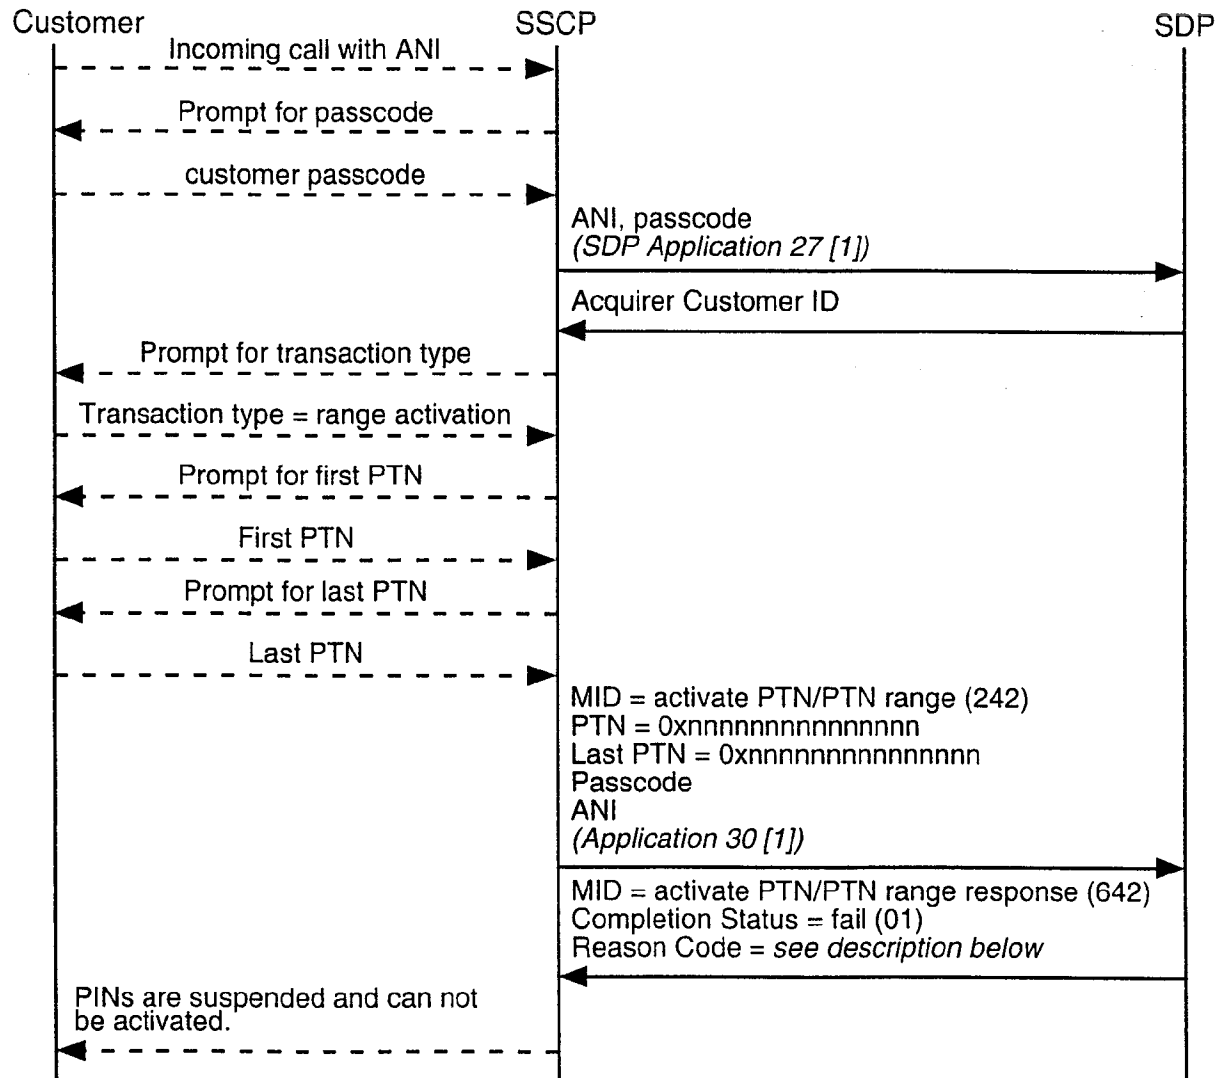 Customer
SSCP
SDP
Incoming call with ANI
Prompt for passcode
customer passcode
ANI, passcode
(SDP Application 27 [1])
Acquirer Customer ID
Prompt for transaction type
Transaction type = range activation
Prompt for first PTN
First PTN
Prompt for last PTN
Last PTN
MID = activate PTN/PTN range (242)
PTN = 0xnnnnnnnnnnnnnnnn
Last PTN = 0xnnnnnnnnnnnnnnnn
Passcode
ANI
(Application 30 [1])
MID = activate PTN/PTN range response (642)
Completion Status = fail (01)
Reason Code = see description below
PINs are suspended and can not
be activated.